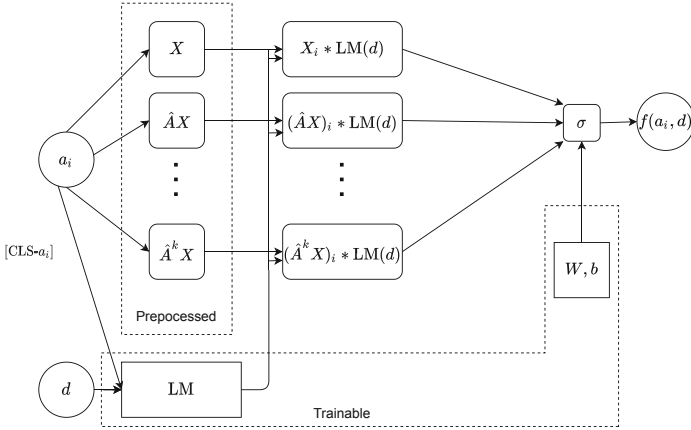 X
X_i * LM(d)
ÂX
(ÂX)_i * LM(d)
σ
f(a_i, d)
a_i
[CLS-a_i]
Â^k X
(Â^k X)_i * LM(d)
W, b
Prepocessed
d
LM
Trainable